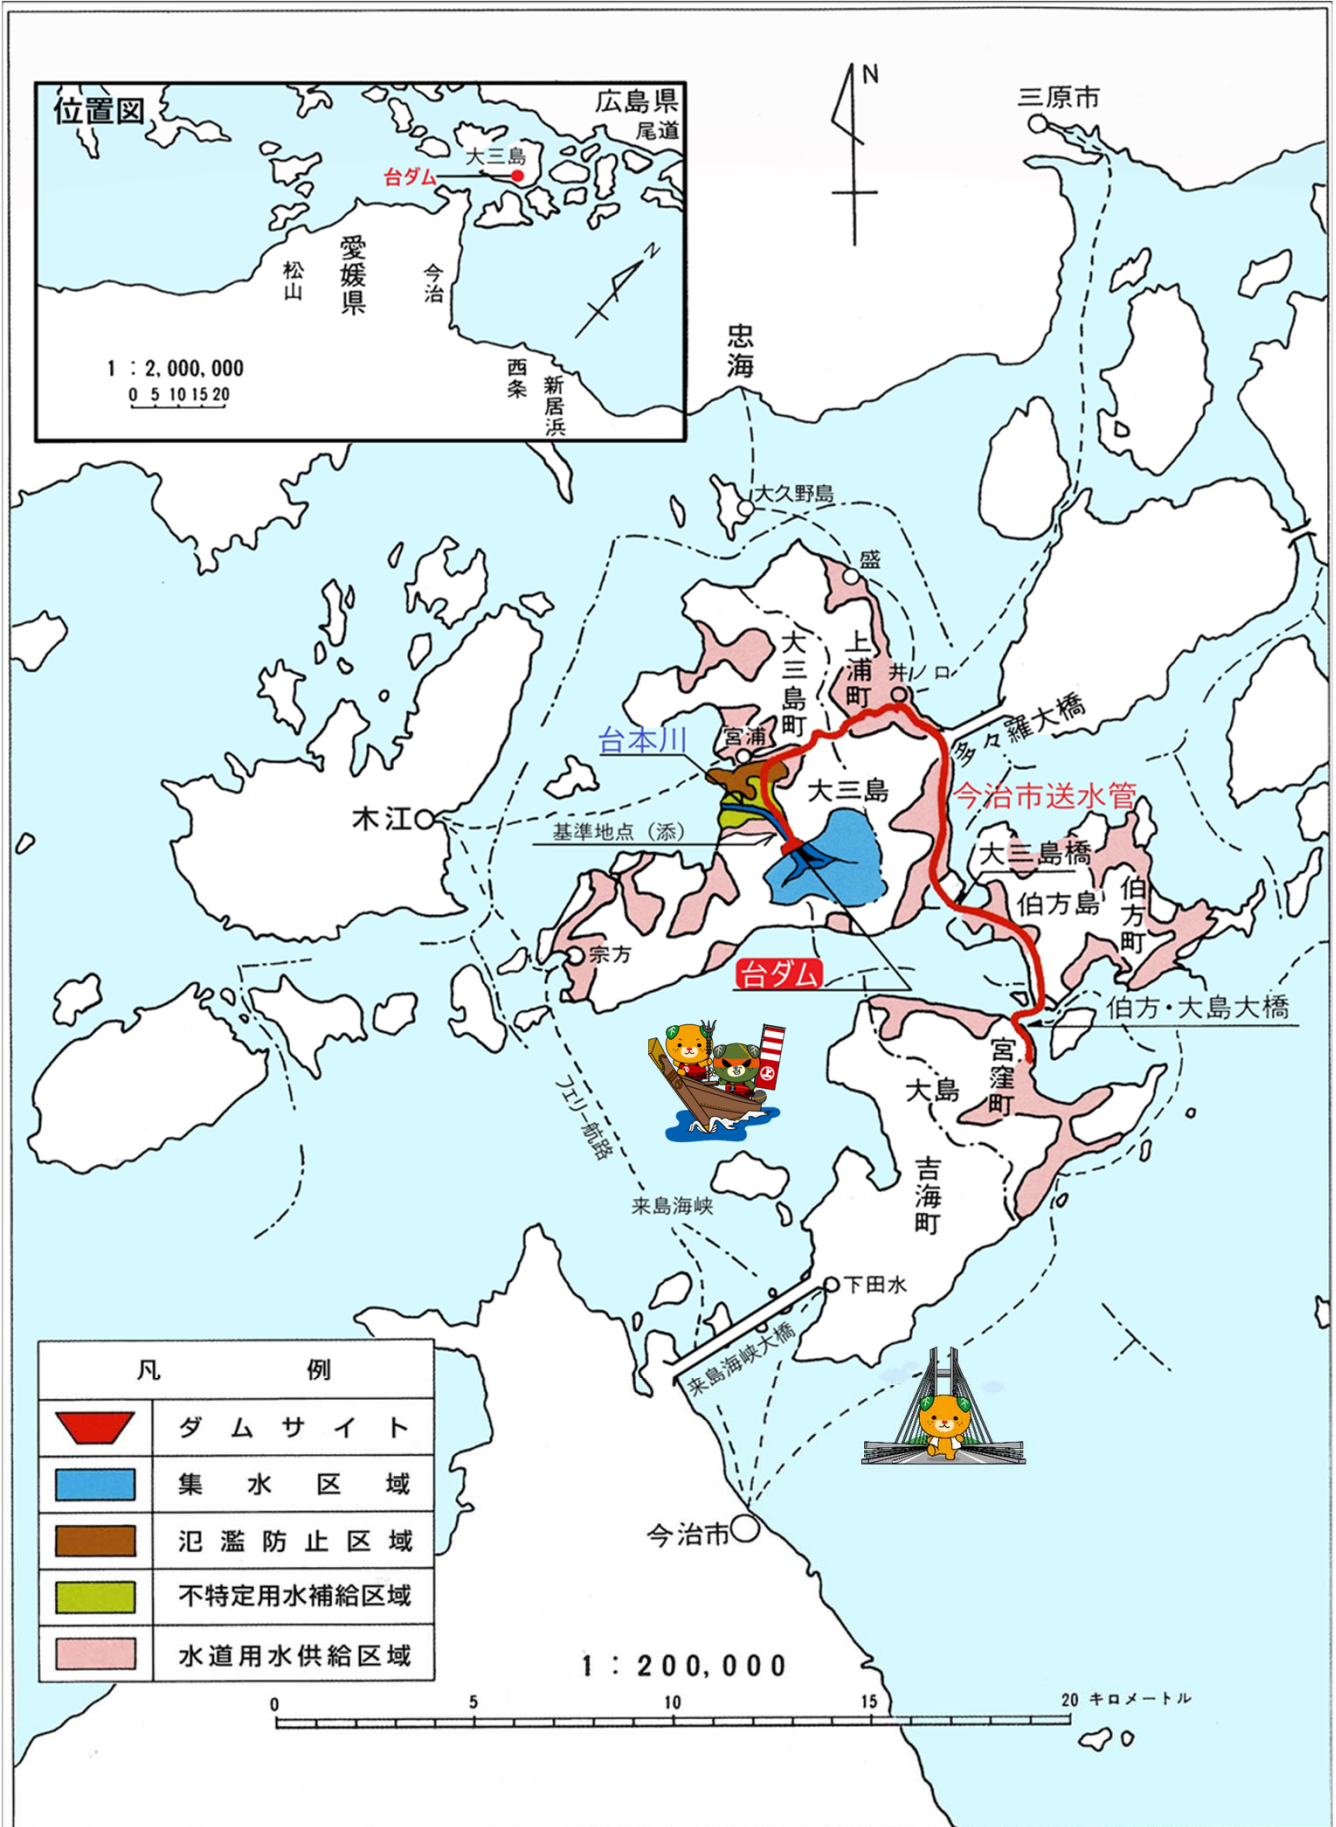 位置図
広島県
尾道
大三島
台ダム
愛媛県
松山
今治
西条
新居浜
1 : 2,000,000
0 5 10 15 20
N
N
三原市
忠海
大久野島
盛
大三島町
上浦町
井ノ口
多々羅大橋
宮浦
台本川
大三島
今治市送水管
木江
基準地点（添）
大三島橋
伯方島
伯方町
宗方
台ダム
伯方・大島大橋
宮窪町
大島
フェリー航路
吉海町
来島海峡
下田水
来島海峡大橋
今治市
凡例
ダムサイト
集水区域
氾濫防止区域
不特定用水補給区域
水道用水供給区域
1 : 200,000
0 5 10 15 20 キロメートル